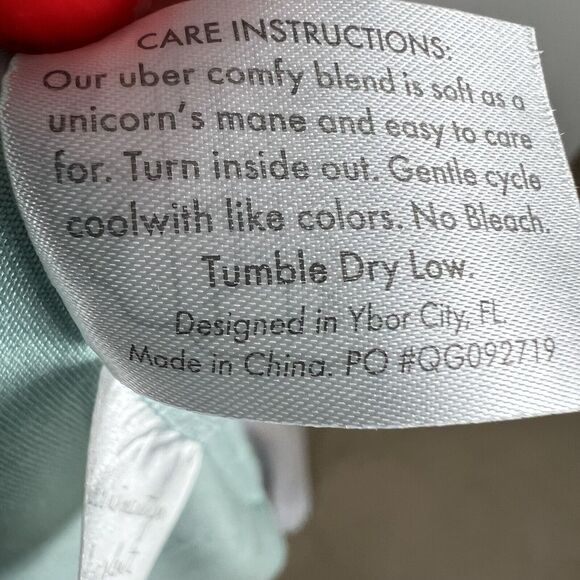 CARE INSTRUCTIONS:
Our uber comfy blend is soft as a
unicorn's mane and easy to care
for. Turn inside out. Gentle cycle
coolwith like colors. No Bleach.
Tumble Dry Low.
Designed in Ybor City, FL.
Made in China. PO #QG092719